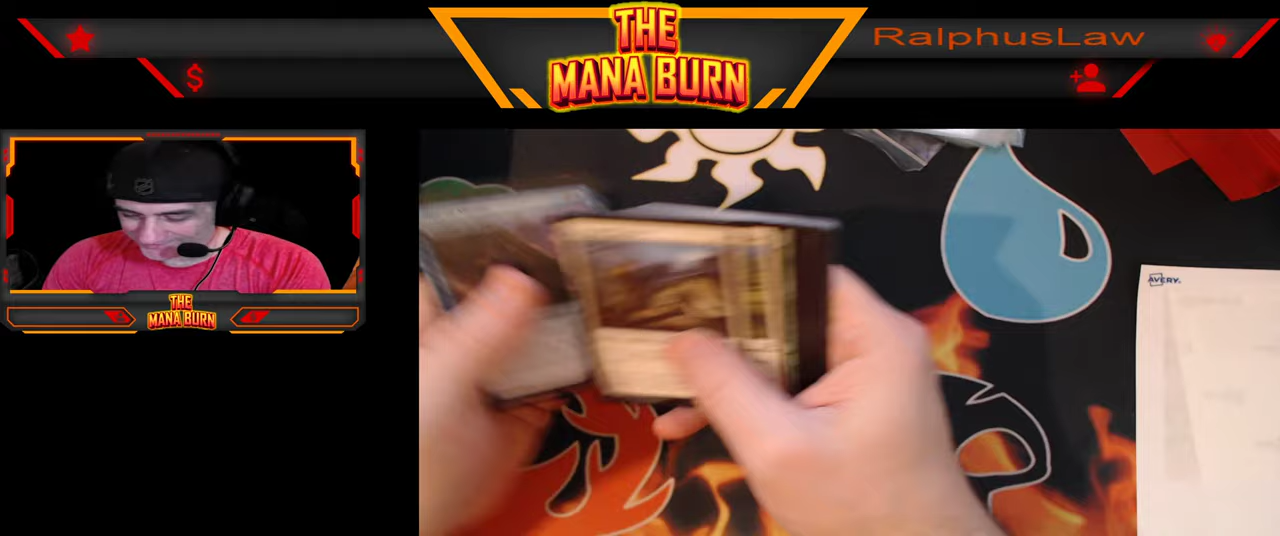 THE
MANA BURN
RalphusLaw
THE
MANA BURN
AVERY.